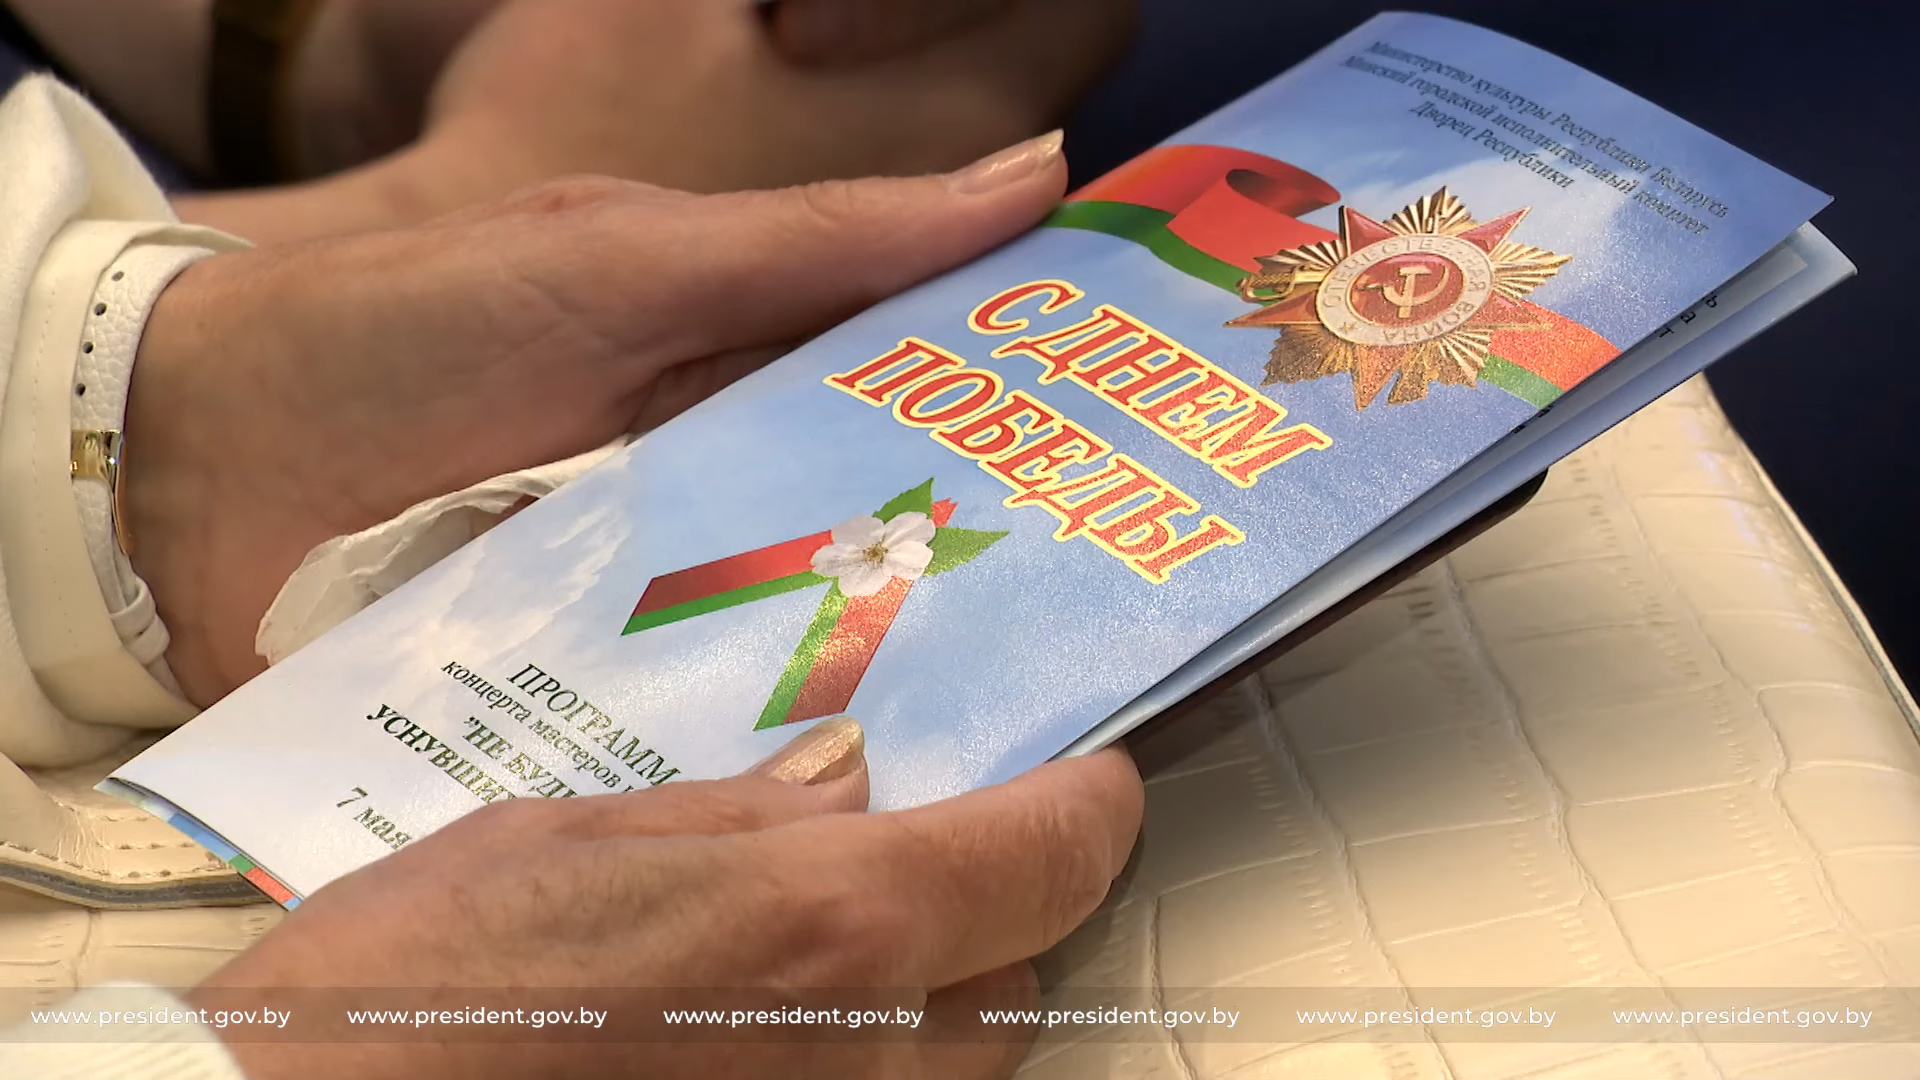 Министерство культуры Республики Беларусь
Минский городской исполнительный комитет
Дворец Республики
ОТЕЧЕСТВЕННАЯ ВОЙНА
С ДНЕМ
ПОБЕДЫ
ПРОГРАММ
концерта мастеров
"НЕ БУД
УСНУВШИХ
7 мая
www.president.gov.by www.president.gov.by www.president.gov.by www.president.gov.by www.president.gov.by www.president.gov.by